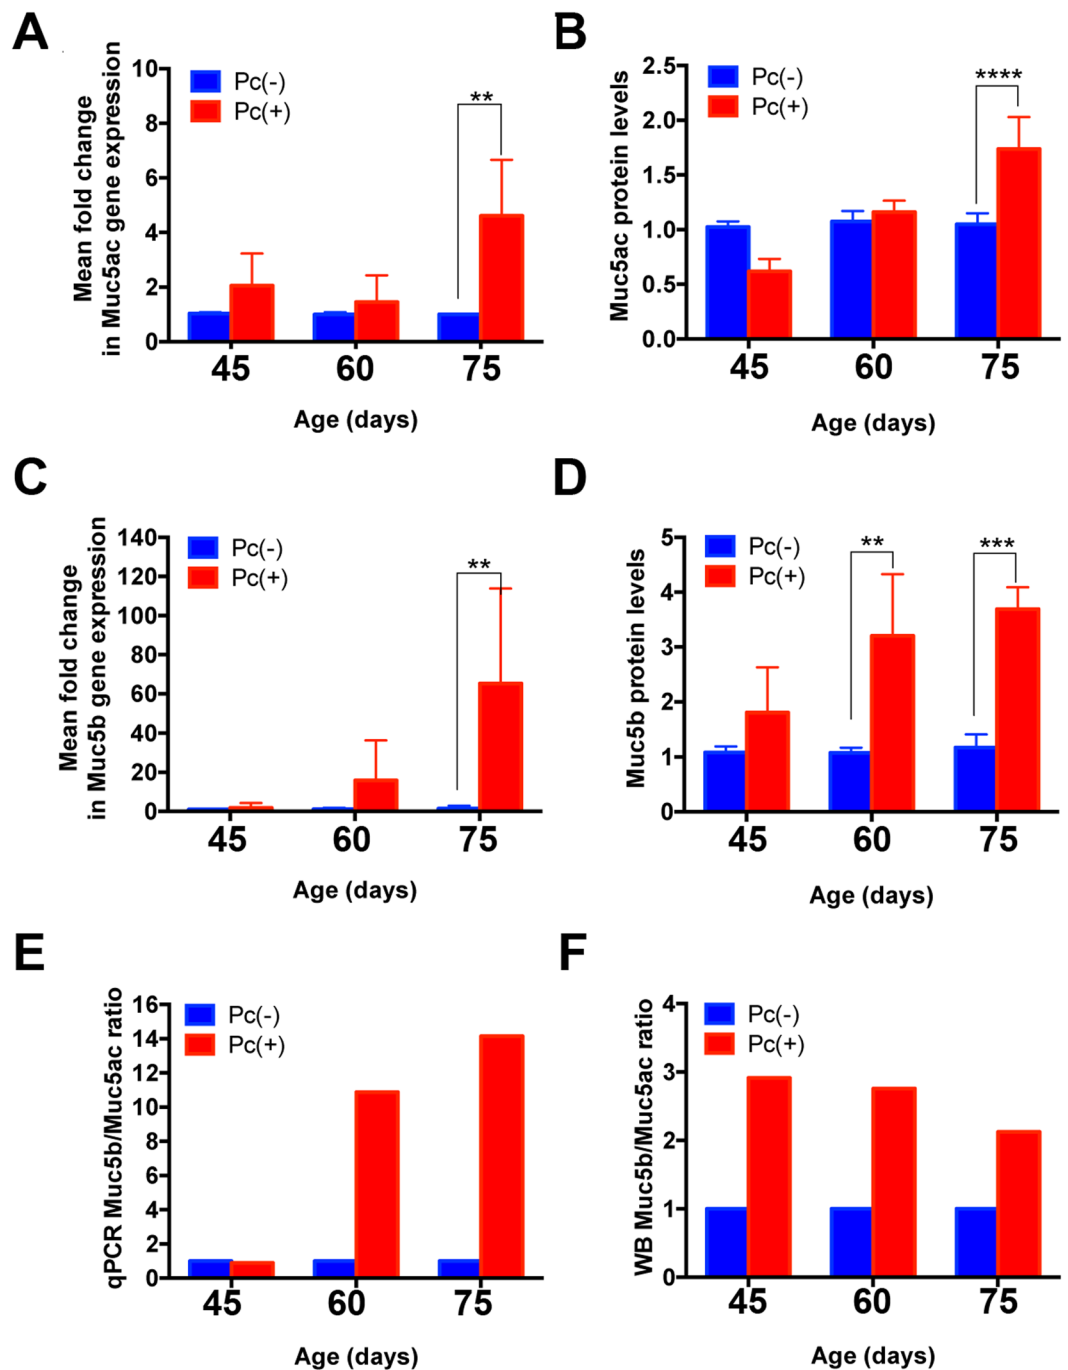 A
Mean fold change
in Muc5ac gene expression
10
8
6
4
2
0
Pc(-)
Pc(+)
**
45 60 75
Age (days)
B
Muc5ac protein levels
2.5
2.0
1.5
1.0
0.5
0.0
Pc(-)
Pc(+)
****
45 60 75
Age (days)
C
Mean fold change
in Muc5b gene expression
140
120
100
80
60
40
20
0
Pc(-)
Pc(+)
**
45 60 75
Age (days)
D
Muc5b protein levels
5
4
3
2
1
0
Pc(-)
Pc(+)
**
***
45 60 75
Age (days)
E
qPCR Muc5b/Muc5ac ratio
16
14
12
10
8
6
4
2
0
Pc(-)
Pc(+)
45 60 75
Age (days)
F
WB Muc5b/Muc5ac ratio
4
3
2
1
0
Pc(-)
Pc(+)
45 60 75
Age (days)